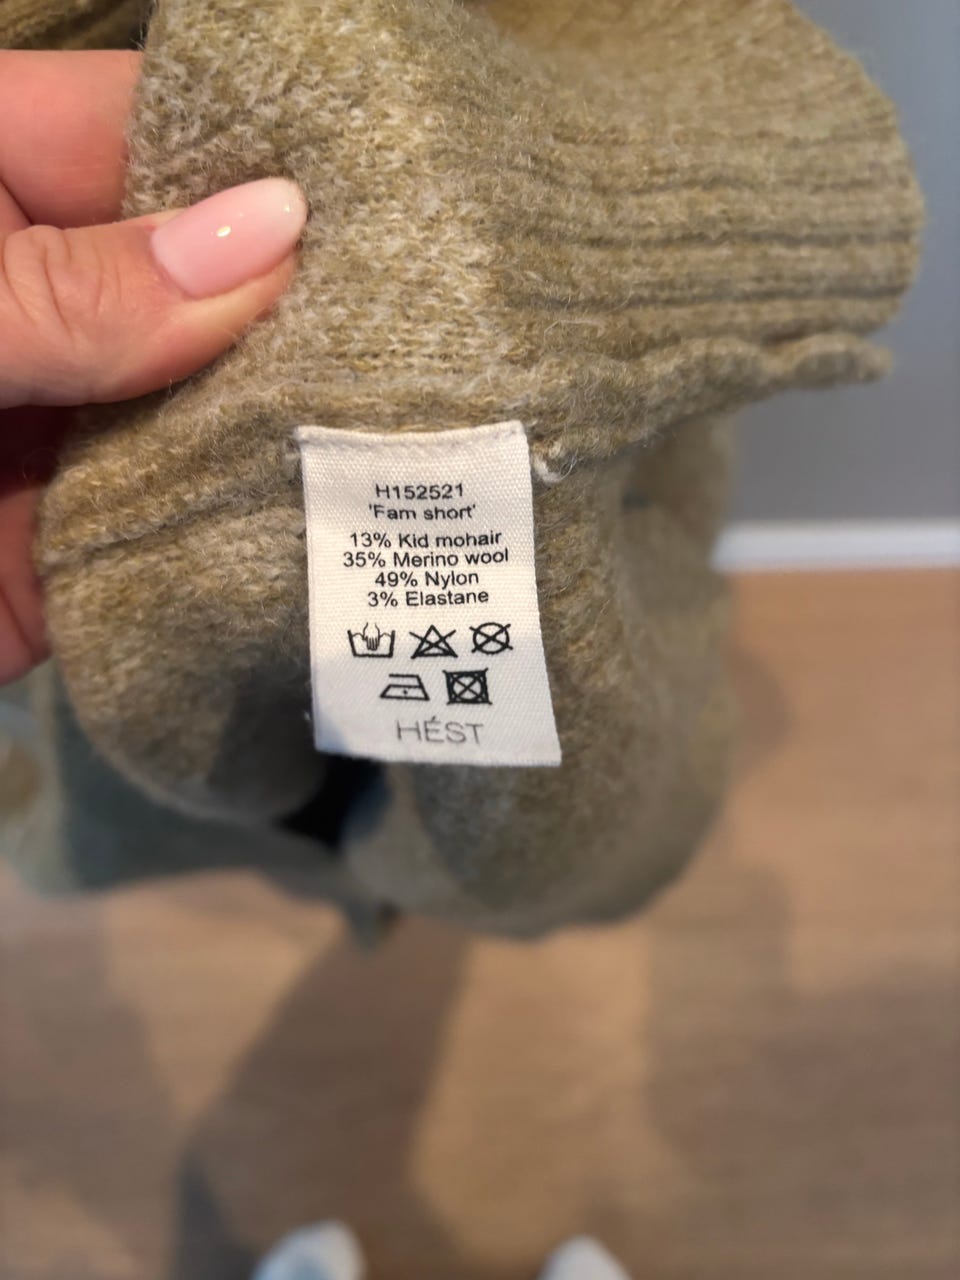 H152521
'Fam short'
13% Kid mohair
35% Merino wool
49% Nylon
3% Elastane
HÉST